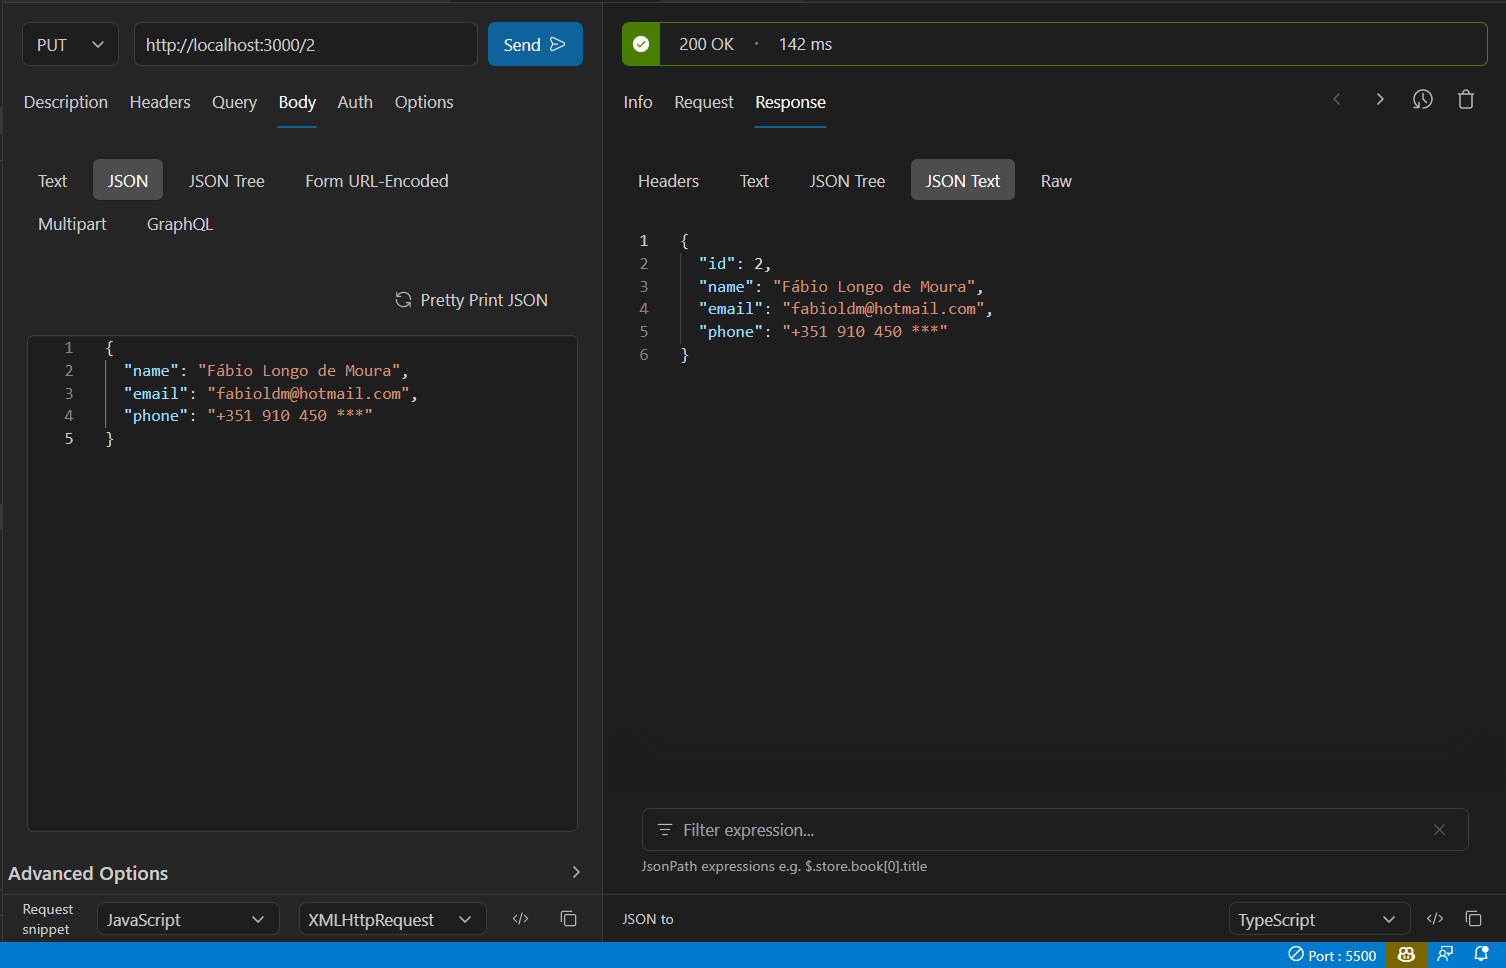 PUT
http://localhost:3000/2
Send
Description Headers Query Body Auth Options
Text JSON JSON Tree Form URL-Encoded
Multipart GraphQL
Pretty Print JSON
1 {
2 "name": "Fábio Longo de Moura",
3 "email": "fabioldm@hotmail.com",
4 "phone": "+351 910 450 ***"
5 }
Advanced Options
Request snippet JavaScript XMLHttpRequest </>
200 OK · 142 ms
Info Request Response
Headers Text JSON Tree JSON Text Raw
1 {
2 "id": 2,
3 "name": "Fábio Longo de Moura",
4 "email": "fabioldm@hotmail.com",
5 "phone": "+351 910 450 ***"
6 }
Filter expression...
JsonPath expressions e.g. $.store.book[0].title
JSON to TypeScript </>
Port : 5500